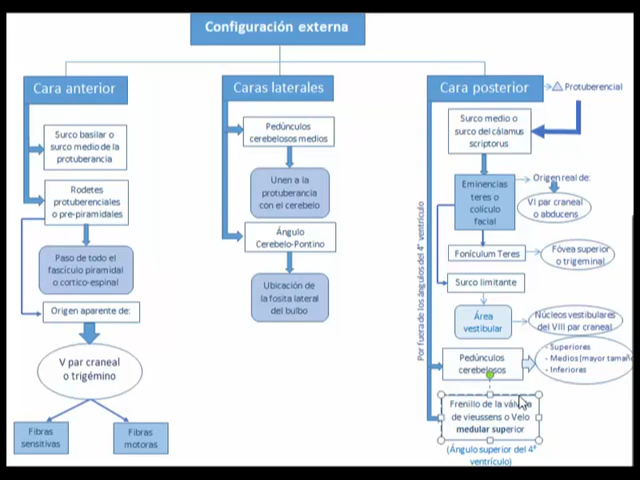 Configuración externa
Cara anterior
Surco basilar o
surco medio de la
protuberancia
Rodetes
protuberenciales
o pre-piramidales
Paso de todo el
fascículo piramidal
o cortico-espinal
Origen aparente de:
V par craneal
o trigémino
Fibras
sensitivas
Fibras
motoras
Caras laterales
Pedúnculos
cerebelosos medios
Unen a la
protuberancia
con el cerebelo
Ángulo
Cerebelo-Pontino
Ubicación de
la fosita lateral
del bulbo
Cara posterior
Protuberencial
Surco medio o
surco del cálamus
scriptorus
Eminencias
teres o
colículo
facial
Origen real de:
VI par craneal
o abducens
Foniculum Teres
Fóvea superior
o trigeminal
Surco limitante
Área
vestibular
Núcleos vestibulares
del VIII par craneal
Por fuera de los ángulos del 4° ventrículo
Pedúnculos
cerebelosos
- Superiores
- Medios (mayor tamaño
- Inferiores
Frenillo de la
de vieussens o Velo
medular superior
(Ángulo superior del 4°
ventrículo)